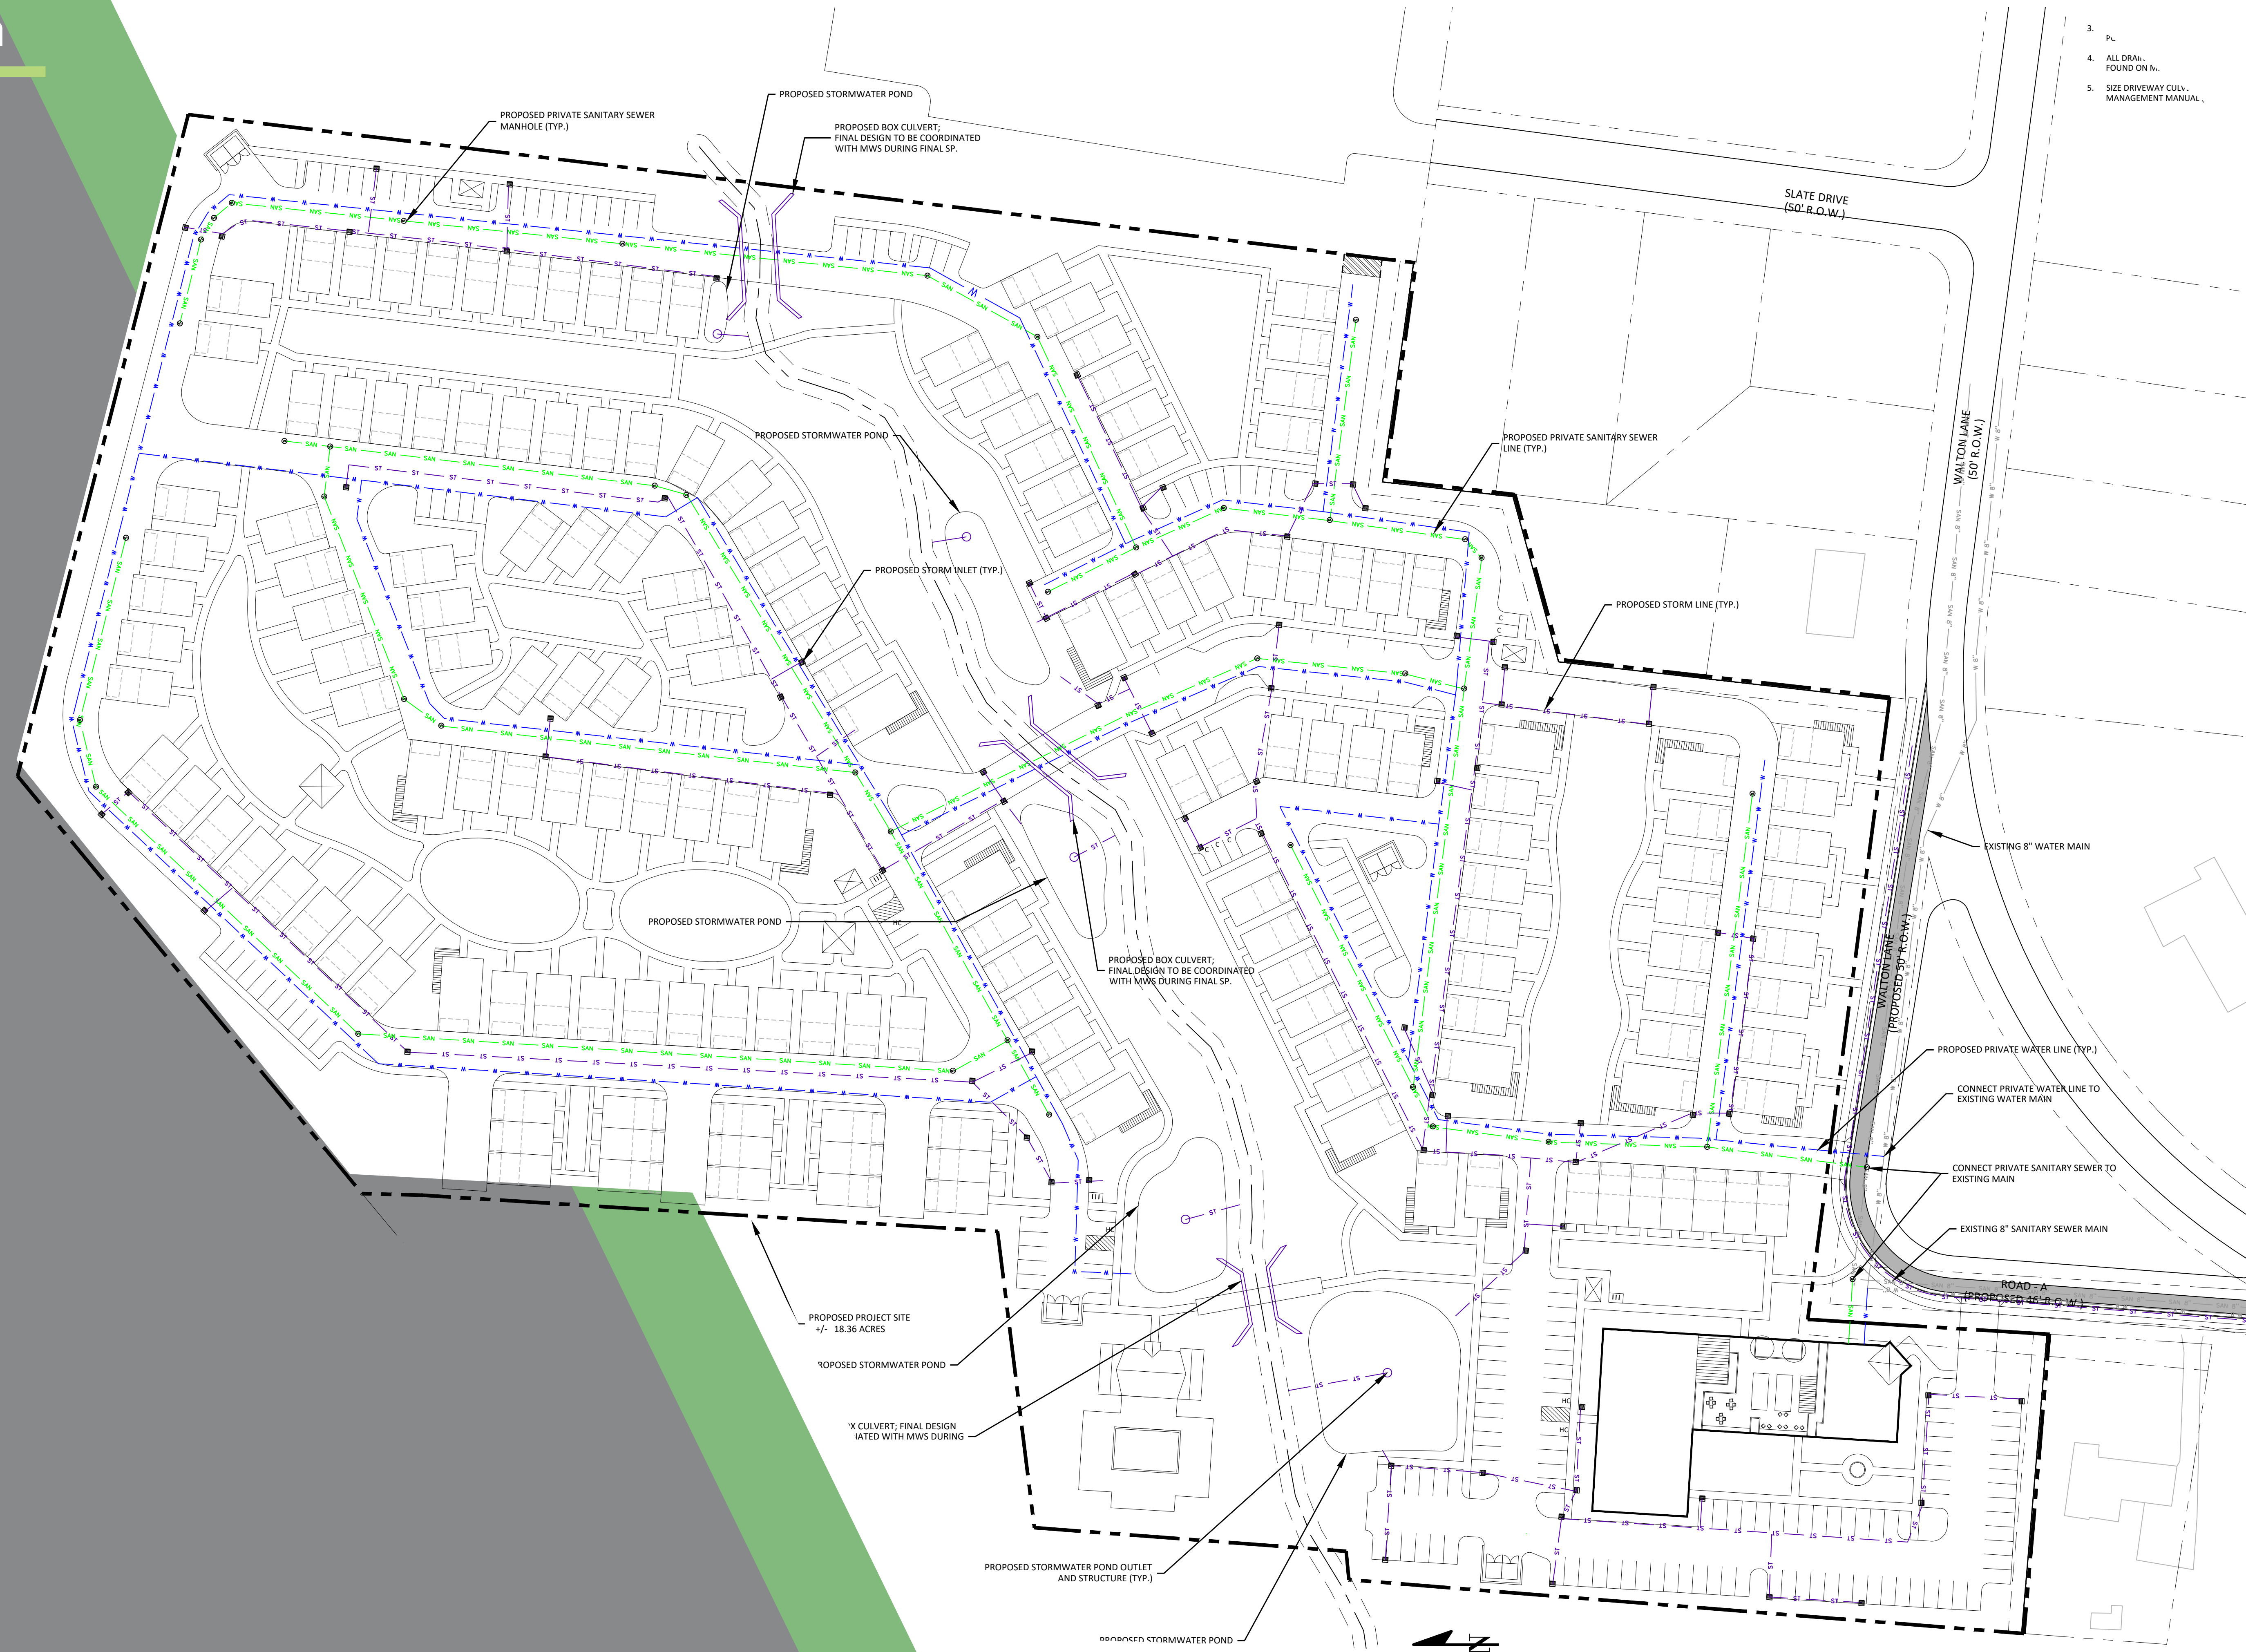 3.
4. ALL DRAIN
FOUND ON
5. SIZE DRIVEWAY CULV
MANAGEMENT MANUAL
PROPOSED STORMWATER POND
PROPOSED PRIVATE SANITARY SEWER
MANHOLE (TYP.)
PROPOSED BOX CULVERT;
FINAL DESIGN TO BE COORDINATED
WITH MWS DURING FINAL SP.
SLATE DRIVE
(50' R.O.W.)
WALTON LANE
(50' R.O.W.)
PROPOSED STORMWATER POND
PROPOSED PRIVATE SANITARY SEWER
LINE (TYP.)
PROPOSED STORM INLET (TYP.)
PROPOSED STORM LINE (TYP.)
EXISTING 8" WATER MAIN
PROPOSED STORMWATER POND
PROPOSED BOX CULVERT;
FINAL DESIGN TO BE COORDINATED
WITH MWS DURING FINAL SP.
WALTON LANE
(PROPOSED 50' R.O.W.)
PROPOSED PRIVATE WATER LINE (TYP.)
CONNECT PRIVATE WATER LINE TO
EXISTING WATER MAIN
CONNECT PRIVATE SANITARY SEWER TO
EXISTING MAIN
EXISTING 8" SANITARY SEWER MAIN
ROAD - A
(PROPOSED 46' R.O.W.)
PROPOSED PROJECT SITE
+/- 18.36 ACRES
ROPOSED STORMWATER POND
X CULVERT; FINAL DESIGN
IATED WITH MWS DURING
PROPOSED STORMWATER POND OUTLET
AND STRUCTURE (TYP.)
PROPOSED STORMWATER POND
HC
HC
HC
HC